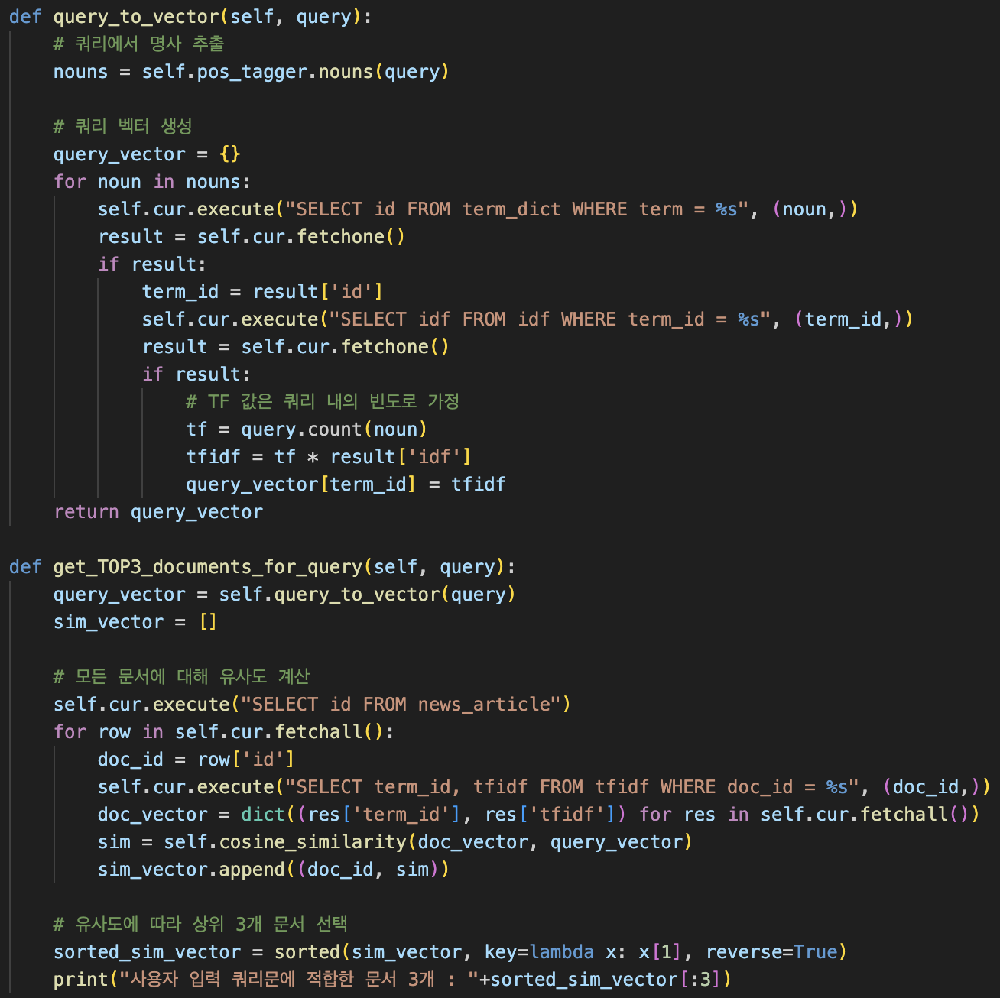 def query_to_vector(self, query):
    # 쿼리에서 명사 추출
    nouns = self.pos_tagger.nouns(query)

    # 쿼리 벡터 생성
    query_vector = {}
    for noun in nouns:
        self.cur.execute("SELECT id FROM term_dict WHERE term = %s", (noun,))
        result = self.cur.fetchone()
        if result:
            term_id = result['id']
            self.cur.execute("SELECT idf FROM idf WHERE term_id = %s", (term_id,))
            result = self.cur.fetchone()
            if result:
                # TF 값은 쿼리 내의 빈도로 가정
                tf = query.count(noun)
                tfidf = tf * result['idf']
                query_vector[term_id] = tfidf
    return query_vector

def get_TOP3_documents_for_query(self, query):
    query_vector = self.query_to_vector(query)
    sim_vector = []

    # 모든 문서에 대해 유사도 계산
    self.cur.execute("SELECT id FROM news_article")
    for row in self.cur.fetchall():
        doc_id = row['id']
        self.cur.execute("SELECT term_id, tfidf FROM tfidf WHERE doc_id = %s", (doc_id,))
        doc_vector = dict((res['term_id'], res['tfidf']) for res in self.cur.fetchall())
        sim = self.cosine_similarity(doc_vector, query_vector)
        sim_vector.append((doc_id, sim))

    # 유사도에 따라 상위 3개 문서 선택
    sorted_sim_vector = sorted(sim_vector, key=lambda x: x[1], reverse=True)
    print("사용자 입력 쿼리문에 적합한 문서 3개 : "+sorted_sim_vector[:3])